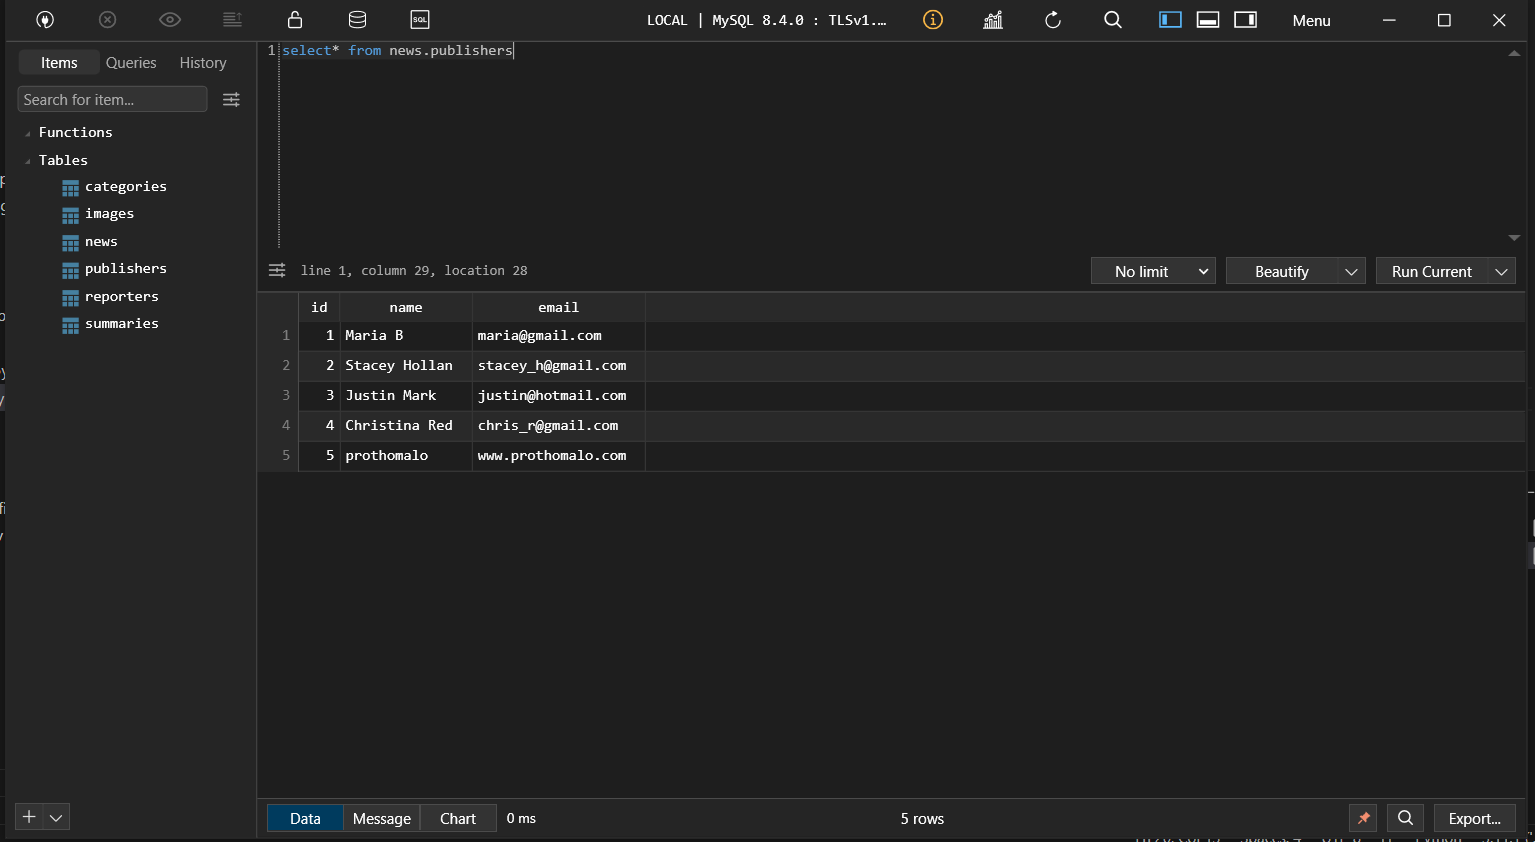 SQL LOCAL | MySQL 8.4.0 : TLSv1.... Menu
Items Queries History
Search for item...
Functions
Tables
categories
images
news
publishers
reporters
summaries
1 select* from news.publishers
line 1, column 29, location 28 No limit Beautify Run Current
id name email
1 1 Maria B maria@gmail.com
2 2 Stacey Hollan stacey_h@gmail.com
3 3 Justin Mark justin@hotmail.com
4 4 Christina Red chris_r@gmail.com
5 5 prothomalo www.prothomalo.com
Data Message Chart 0 ms 5 rows Export...